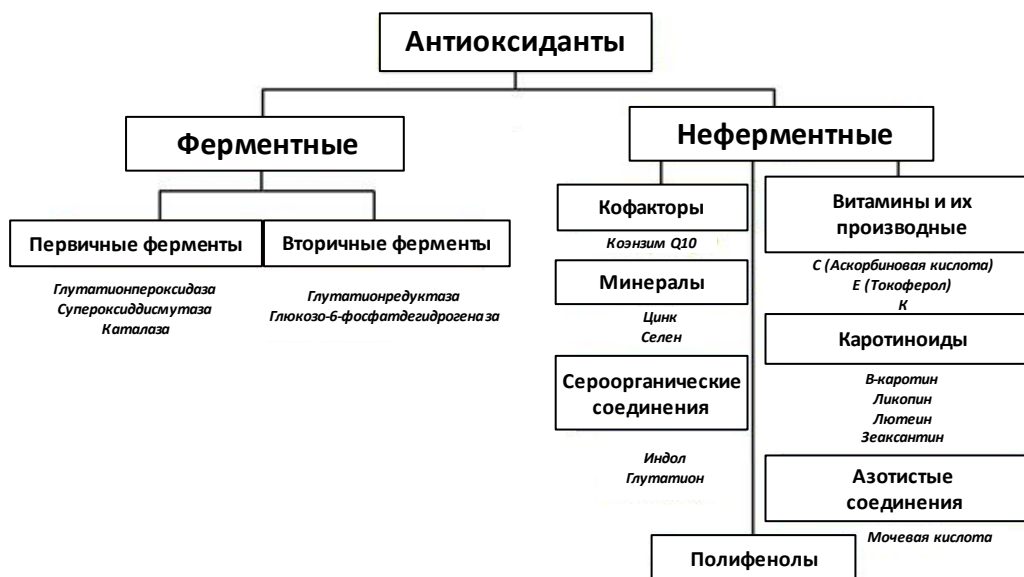 Антиоксиданты
Ферментные
Неферментные
Первичные ферменты
Вторичные ферменты
Глутатионпероксидаза
Супероксиддисмутаза
Каталаза
Глутатионредуктаза
Глюкозо-6-фосфатдегидрогеназа
Кофакторы
Коэнзим Q10
Минералы
Цинк
Селен
Сероорганические
соединения
Индол
Глутатион
Витамины и их
производные
С (Аскорбиновая кислота)
Е (Токоферол)
К
Каротиноиды
В-каротин
Ликопин
Лютеин
Зеаксантин
Азотистые
соединения
Мочевая кислота
Полифенолы